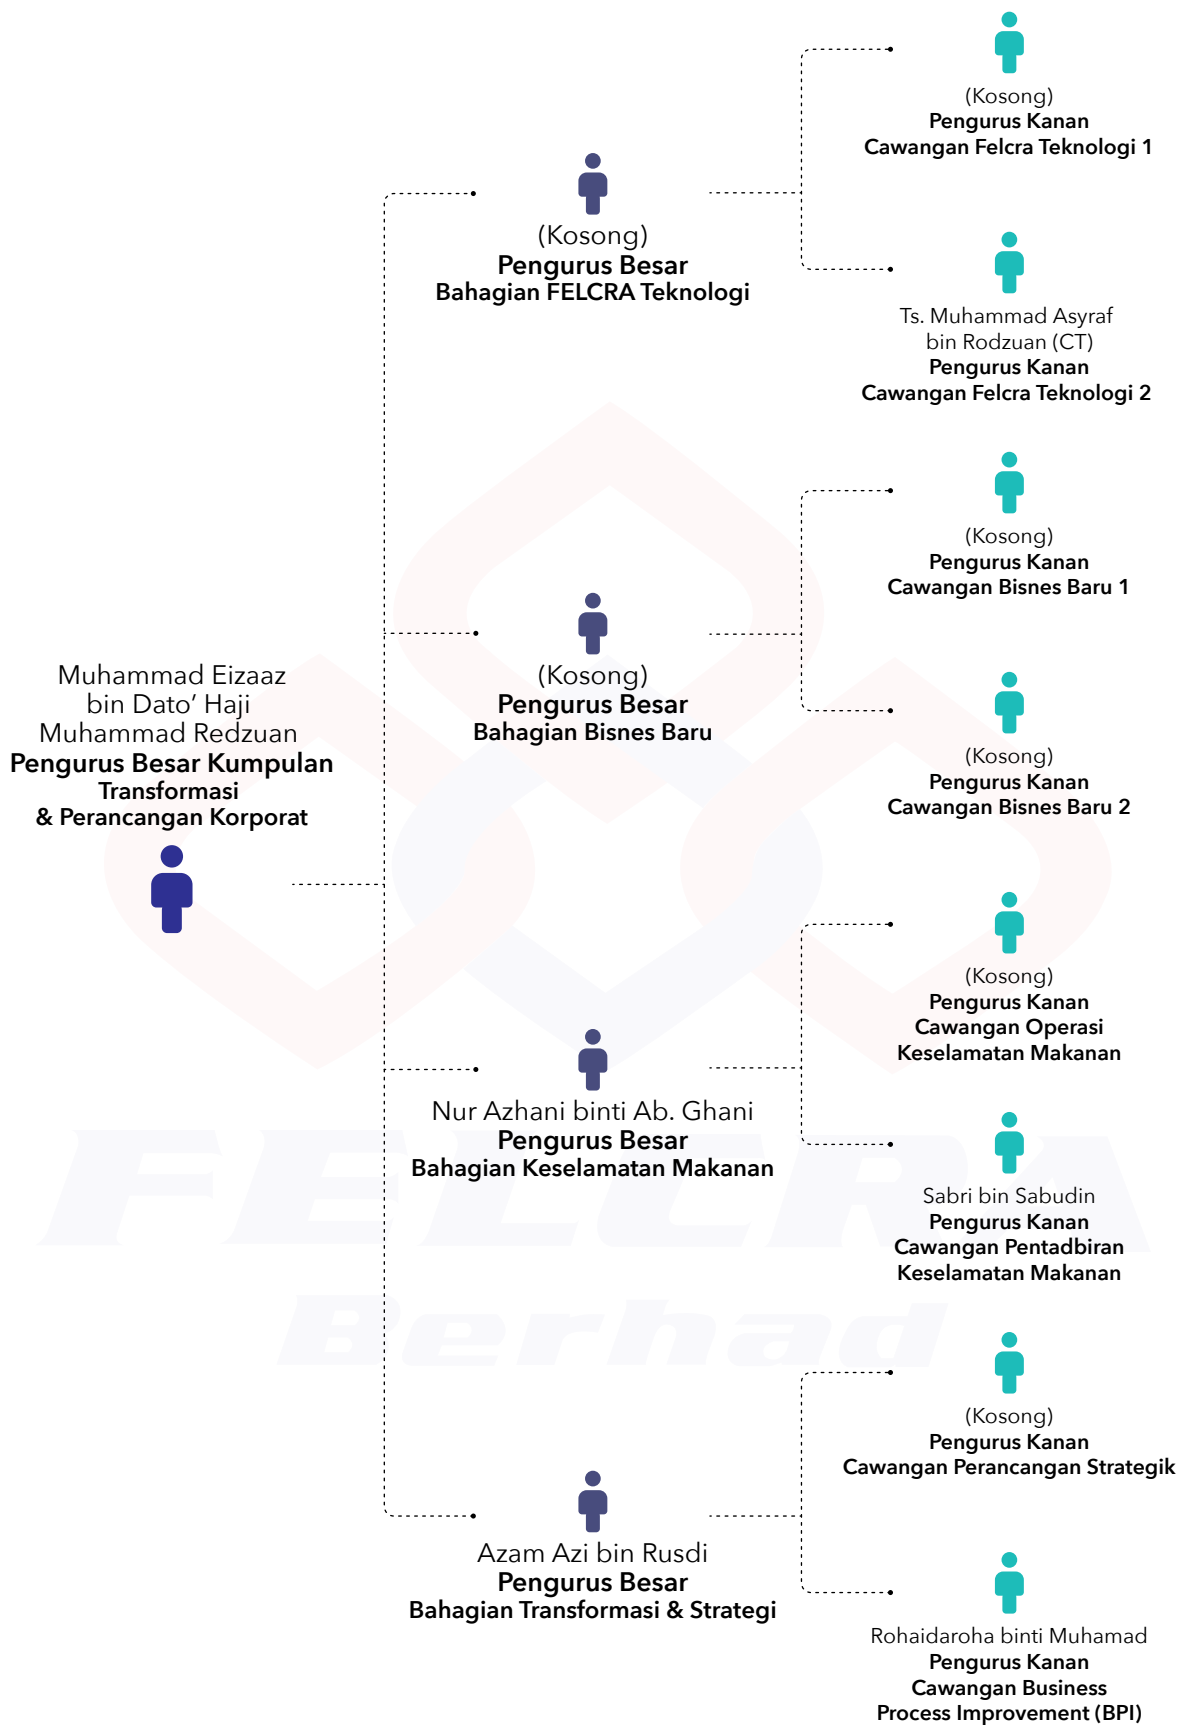 Muhammad Eizaaz
bin Dato’ Haji
Muhammad Redzuan
Pengurus Besar Kumpulan
Transformasi
& Perancangan Korporat
(Kosong)
Pengurus Besar
Bahagian FELCRA Teknologi
(Kosong)
Pengurus Kanan
Cawangan Felcra Teknologi 1
Ts. Muhammad Asyraf
bin Rodzuan (CT)
Pengurus Kanan
Cawangan Felcra Teknologi 2
(Kosong)
Pengurus Besar
Bahagian Bisnes Baru
(Kosong)
Pengurus Kanan
Cawangan Bisnes Baru 1
(Kosong)
Pengurus Kanan
Cawangan Bisnes Baru 2
Nur Azhani binti Ab. Ghani
Pengurus Besar
Bahagian Keselamatan Makanan
(Kosong)
Pengurus Kanan
Cawangan Operasi
Keselamatan Makanan
Sabri bin Sabudin
Pengurus Kanan
Cawangan Pentadbiran
Keselamatan Makanan
Azam Azi bin Rusdi
Pengurus Besar
Bahagian Transformasi & Strategi
(Kosong)
Pengurus Kanan
Cawangan Perancangan Strategik
Rohaidaroha binti Muhamad
Pengurus Kanan
Cawangan Business
Process Improvement (BPI)
FELCRA
Berhad